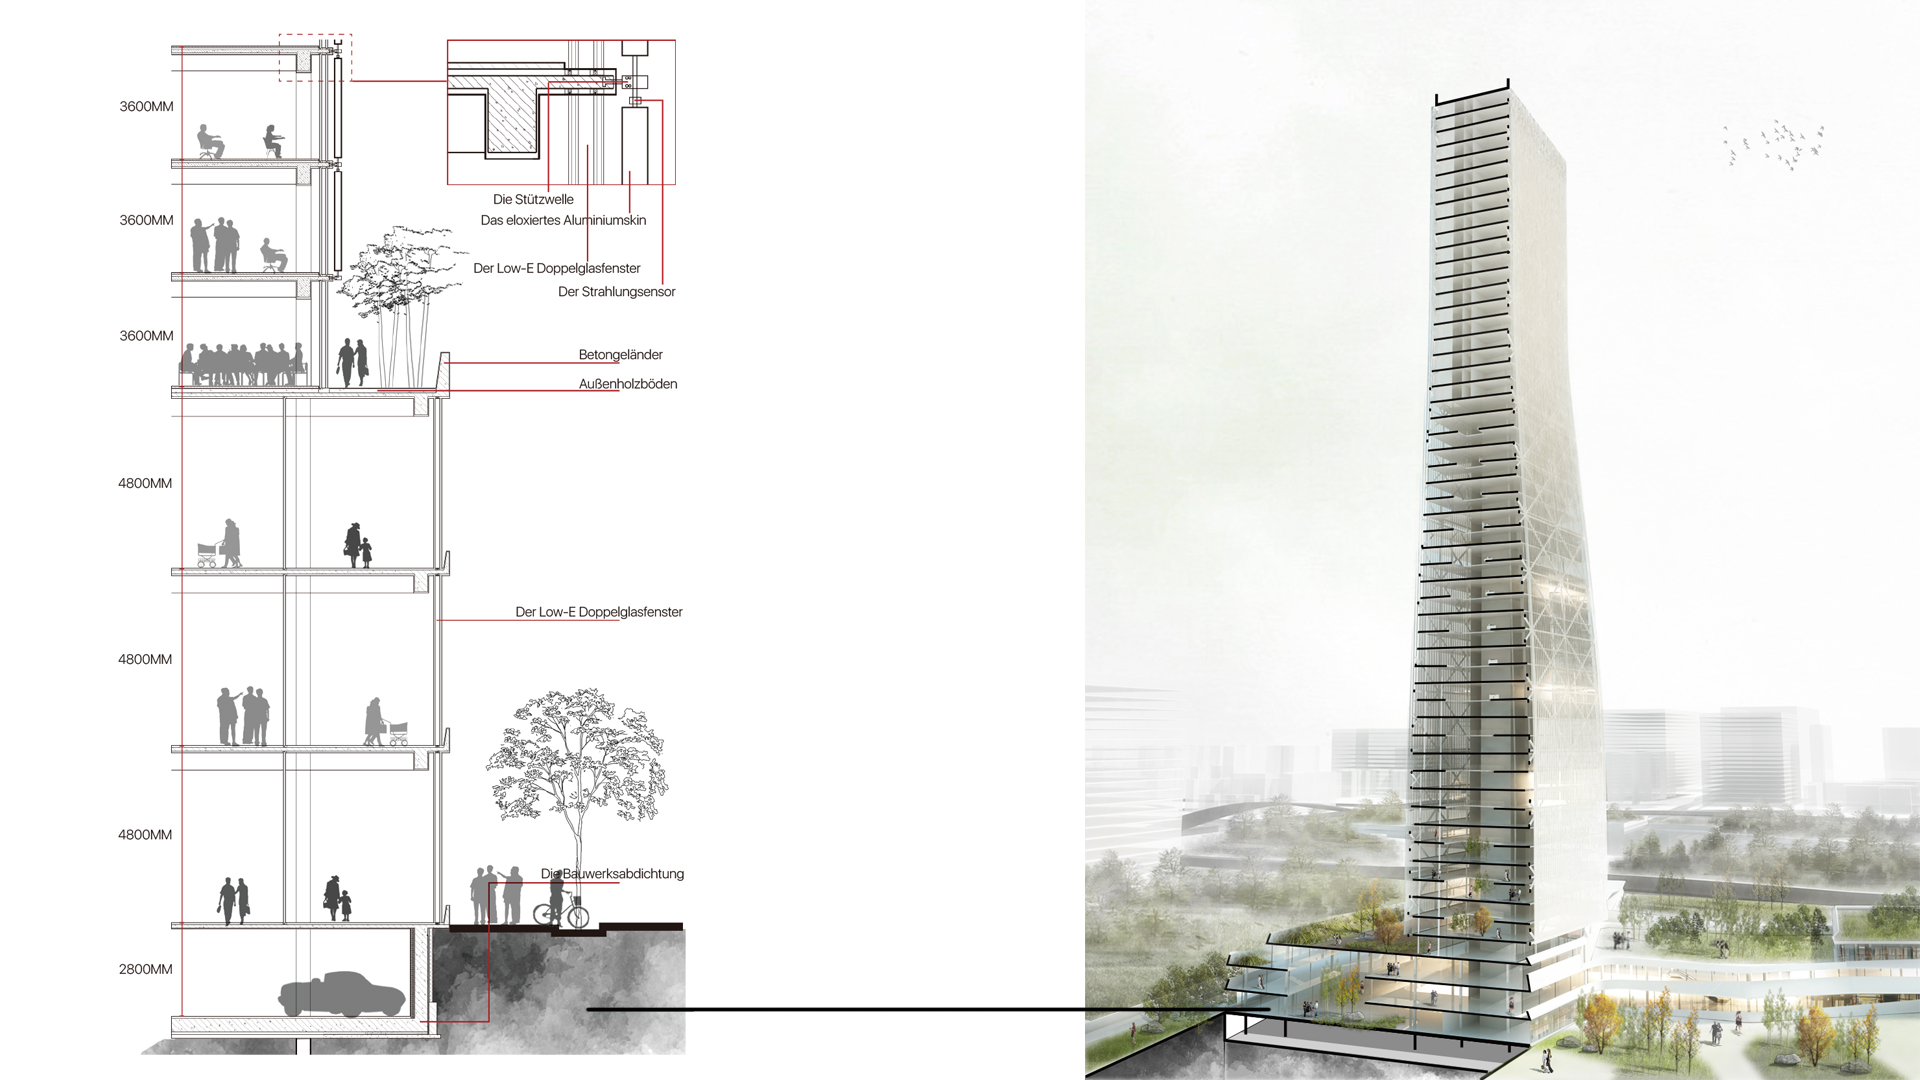 3600MM
Die Stützwelle
Das eloxiertes Aluminiumskin
3600MM
Der Low-E Doppelglasfenster
Der Strahlungsensor
3600MM
Betongeländer
Außenholzböden
4800MM
Der Low-E Doppelglasfenster
4800MM
4800MM
Die Bauwerksabdichtung
2800MM